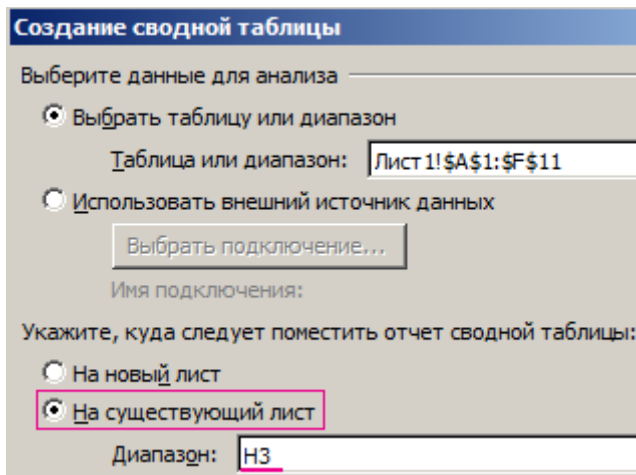 Создание сводной таблицы
Выберите данные для анализа
Выбрать таблицу или диапазон
Таблица или диапазон: Лист1!$A$1:$F$11
Использовать внешний источник данных
Выбрать подключение...
Имя подключения:
Укажите, куда следует поместить отчет сводной таблицы:
На новый лист
На существующий лист
Диапазон: H3